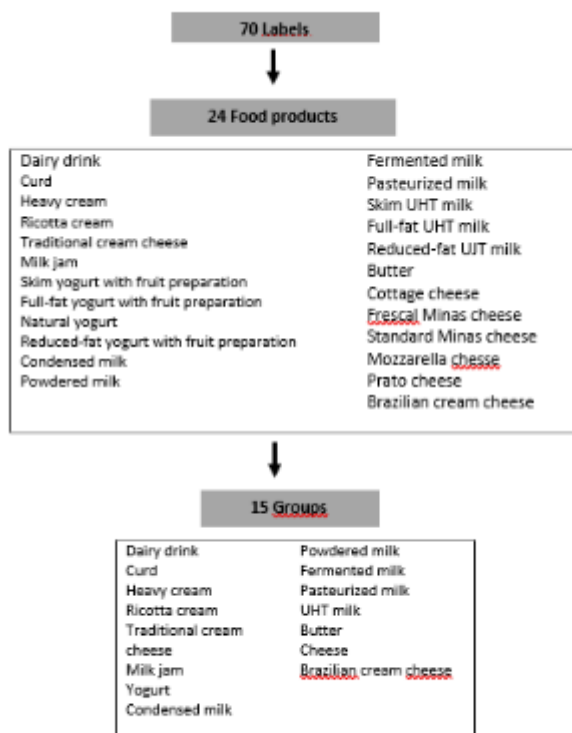 70 Labels
24 Food products
Dairy drink
Curd
Heavy cream
Ricotta cream
Traditional cream cheese
Milk jam
Skim yogurt with fruit preparation
Full-fat yogurt with fruit preparation
Natural yogurt
Reduced-fat yogurt with fruit preparation
Condensed milk
Powdered milk
Fermented milk
Pasteurized milk
Skim UHT milk
Full-fat UHT milk
Reduced-fat UJT milk
Butter
Cottage cheese
Frescal Minas cheese
Standard Minas cheese
Mozzarella chesse
Prato cheese
Brazilian cream cheese
15 Groups
Dairy drink
Curd
Heavy cream
Ricotta cream
Traditional cream
cheese
Milk jam
Yogurt
Condensed milk
Powdered milk
Fermented milk
Pasteurized milk
UHT milk
Butter
Cheese
Brazilian cream cheese